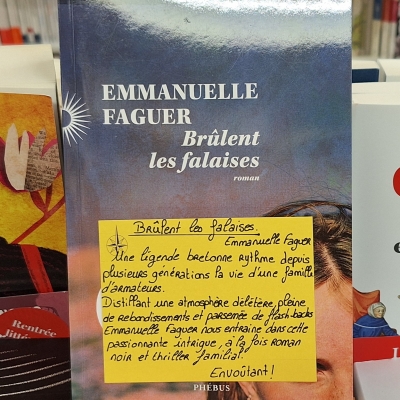 EMMANUELLE
FAGUER
Brûlent
les falaises
roman
Brûlent les falaises.
Emmanuelle Faguer
Une légende bretonne rythme depuis
plusieurs générations la vie d'une famille
d'armateurs.
Distillant une atmosphère délétère, pleine
de rebondissements et parsemée de flash-backs
Emmanuelle Faguer nous entraîne dans cette
passionnante intrigue, à la fois roman
noir et thriller familial.
Envoûtant!
PHÉBUS
Rentrée